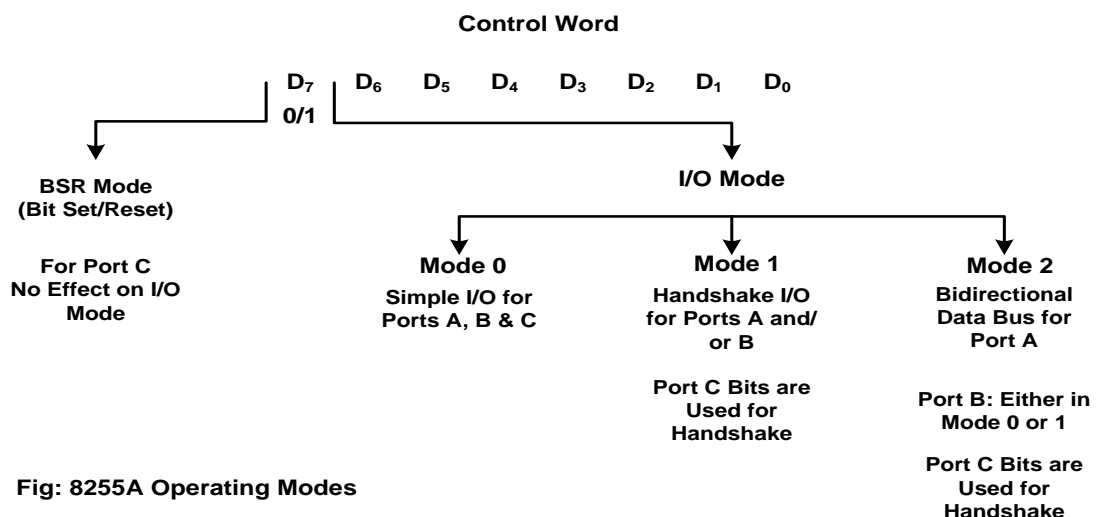 Control Word
D₇ D₆ D₅ D₄ D₃ D₂ D₁ D₀
0/1
BSR Mode
(Bit Set/Reset)
For Port C
No Effect on I/O
Mode
I/O Mode
Mode 0
Simple I/O for
Ports A, B & C
Mode 1
Handshake I/O
for Ports A and/
or B
Port C Bits are
Used for
Handshake
Mode 2
Bidirectional
Data Bus for
Port A
Port B: Either in
Mode 0 or 1
Port C Bits are
Used for
Handshake
Fig: 8255A Operating Modes